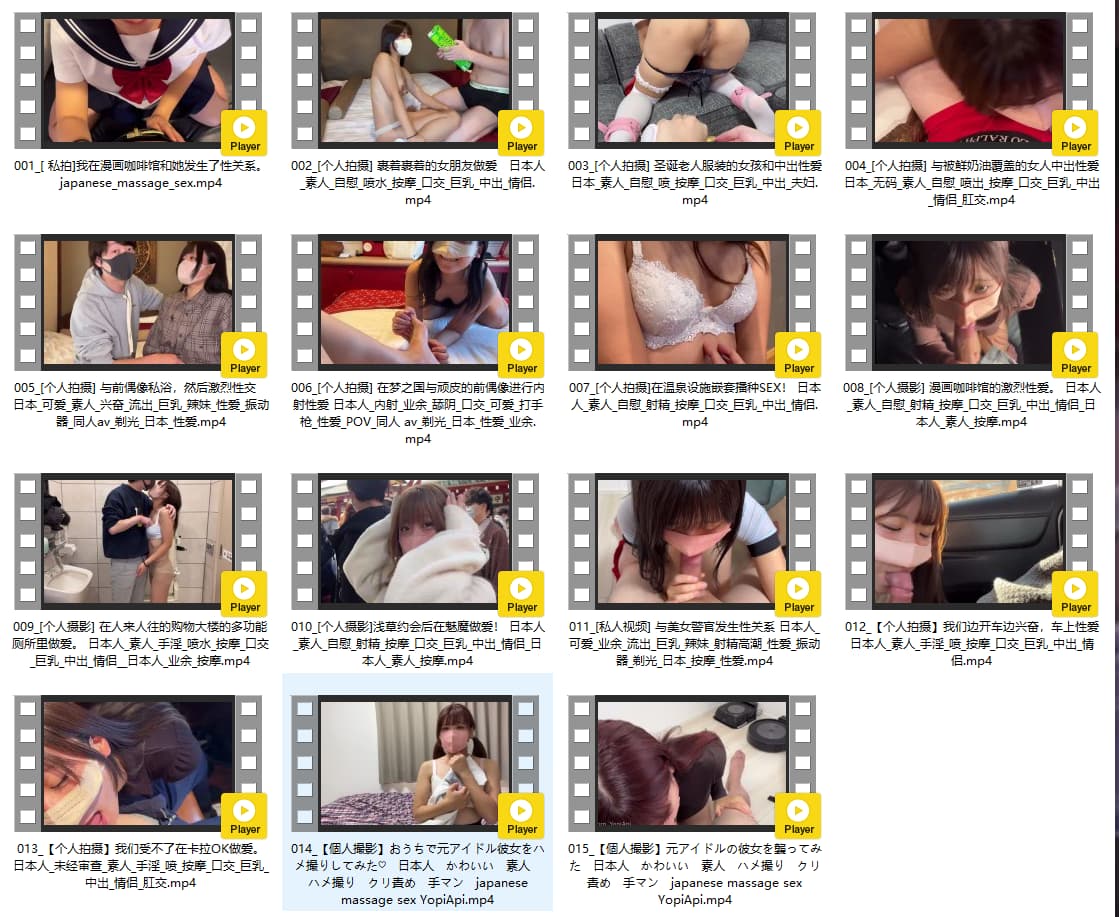 Player
001_[ 私拍]我在漫画咖啡馆和她发生了性关系。
japanese_massage_sex.mp4
Player
002_[个人拍摄] 裹着裹着的女朋友做爱　日本人
_素人_自慰_喷水_按摩_口交_巨乳_中出_情侣.
mp4
Player
003_[个人拍摄] 圣诞老人服装的女孩和中出性爱
日本_素人_自慰_喷_按摩_口交_巨乳_中出_夫妇.
mp4
Player
004_[个人拍摄] 与被鲜奶油覆盖的女人中出性爱
日本_无码_素人_自慰_喷出_按摩_口交_巨乳_中出
_情侣_肛交.mp4
Player
005_[个人拍摄] 与前偶像私浴，然后激烈性交
日本_可爱_素人_兴奋_流出_巨乳_辣妹_性爱_振动
器_同人av_剃光_日本_性爱.mp4
Player
006_[个人拍摄] 在梦之国与顽皮的前偶像进行内
射性爱 日本人_内射_业余_舔阴_口交_可爱_打手
枪_性爱_POV_同人 av_剃光_日本_性爱_业余.
mp4
Player
007_[个人拍摄]在温泉设施嵌套播种SEX！ 日本
人_素人_自慰_射精_按摩_口交_巨乳_中出_情侣.
mp4
Player
008_[个人摄影] 漫画咖啡馆的激烈性爱。 日本人
_素人_自慰_射精_按摩_口交_巨乳_中出_情侣_日
本人_素人_按摩.mp4
Player
009_[个人摄影] 在人来人往的购物大楼的多功能
厕所里做爱。 日本人_素人_手淫_喷水_按摩_口交
_巨乳_中出_情侣__日本人_业余_按摩.mp4
Player
010_[个人摄影]浅草约会后在魅魔做爱！ 日本人
_素人_自慰_射精_按摩_口交_巨乳_中出_情侣_日
本人_素人_按摩.mp4
Player
011_[私人视频] 与美女警官发生性关系 日本人_
可爱_业余_流出_巨乳_辣妹_射精高潮_性爱_振动
器_剃光_日本_按摩_性爱.mp4
Player
012_【个人拍摄】我们边开车边兴奋，车上性爱
日本人_素人_手淫_喷_按摩_口交_巨乳_中出_情
侣.mp4
Player
013_【个人拍摄】我们受不了在卡拉OK做爱。
日本人_未经审查_素人_手淫_喷_按摩_口交_巨乳_
中出_情侣_肛交.mp4
Player
014_【個人撮影】おうちで元アイドル彼女をハ
メ撮りしてみた♡　日本人　かわいい　素人
ハメ撮り　クリ責め　手マン　japanese
massage sex YopiApi.mp4
Player
015_【個人撮影】元アイドルの彼女を襲ってみ
た　日本人　かわいい　素人　ハメ撮り　クリ
責め　手マン　japanese massage sex
YopiApi.mp4